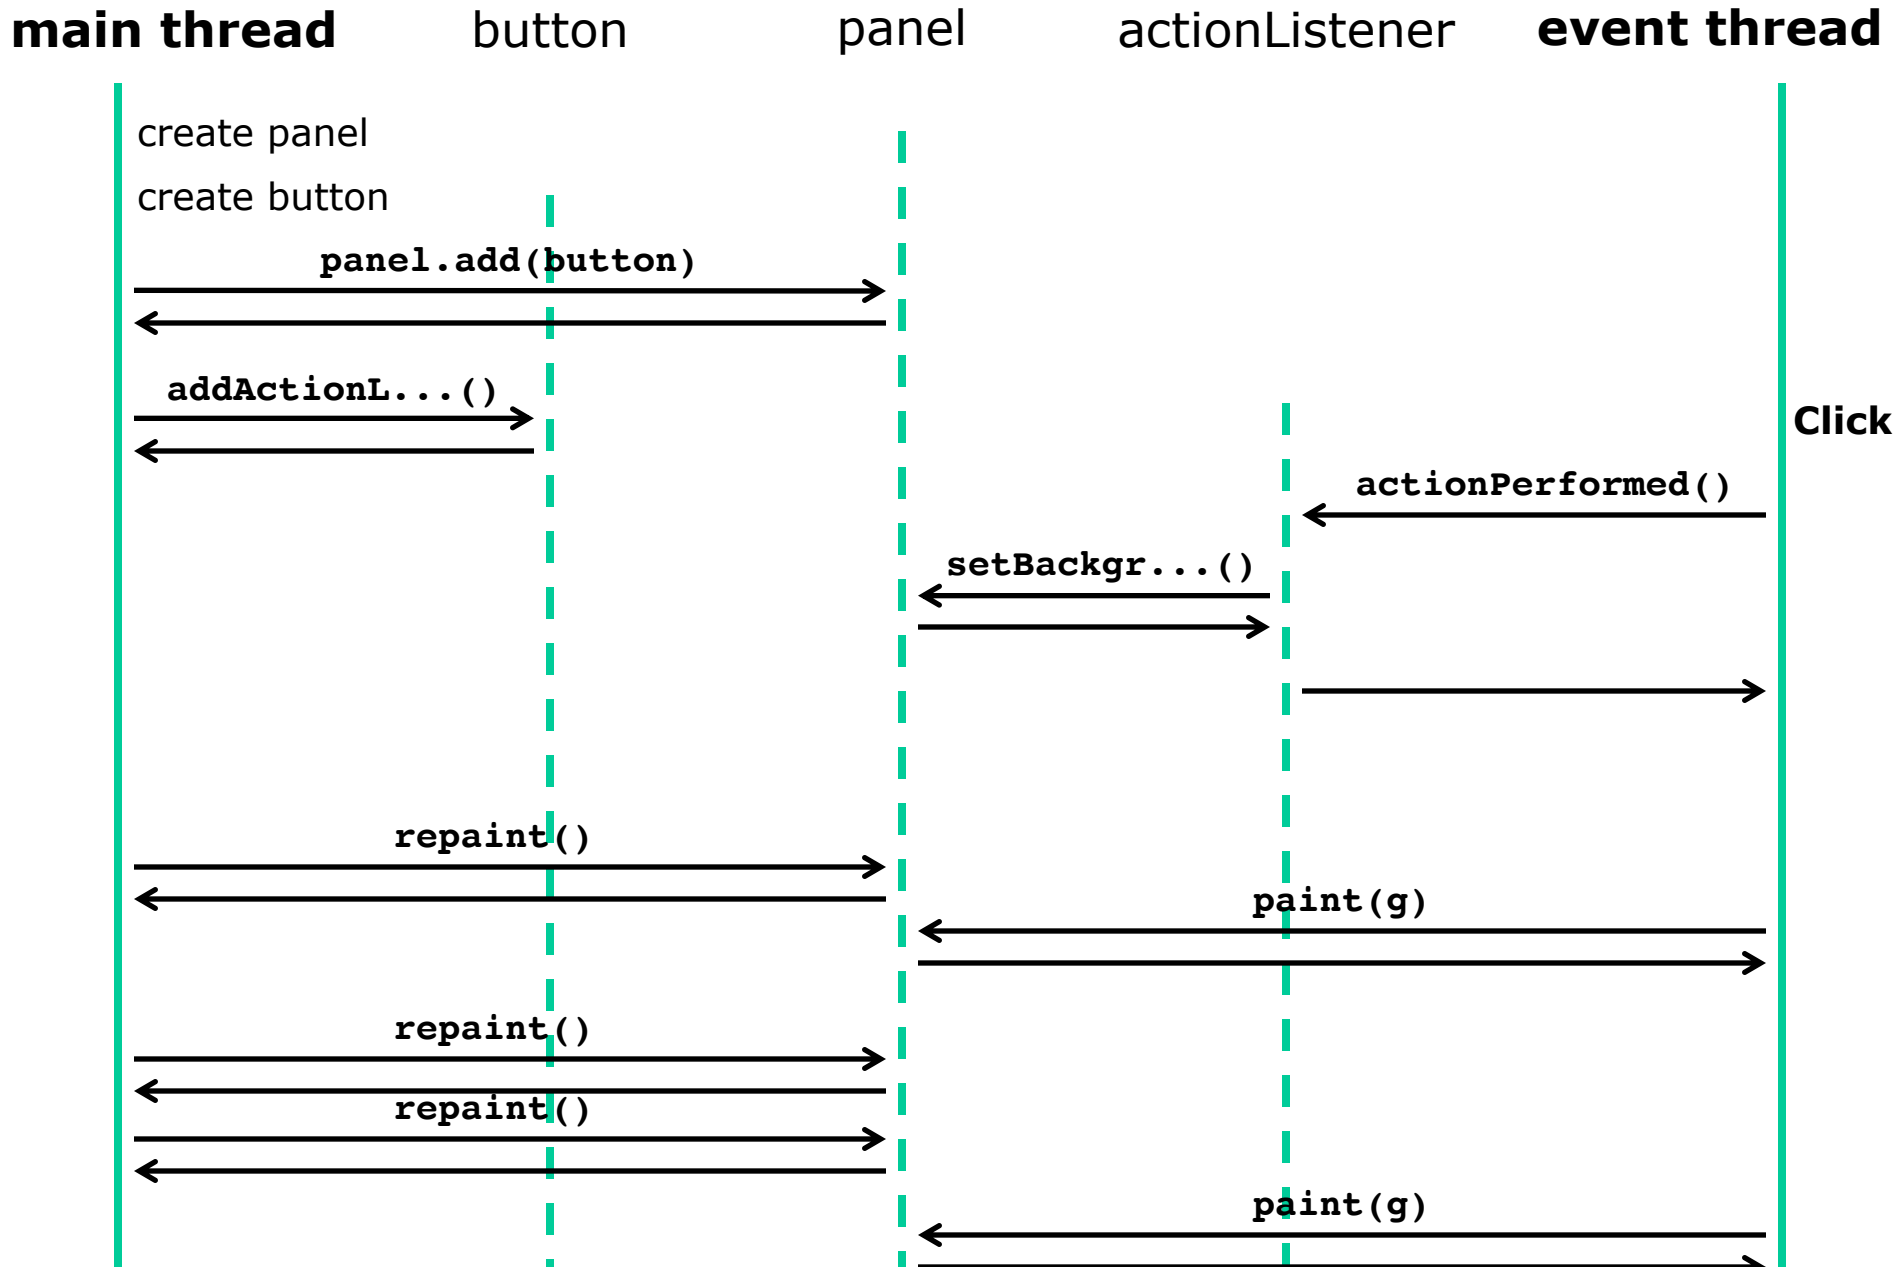 main thread button panel actionListener event thread
create panel
create button
panel.add(button)
addActionL...()
Click
actionPerformed()
setBackgr...()
repaint()
paint(g)
repaint()
repaint()
paint(g)